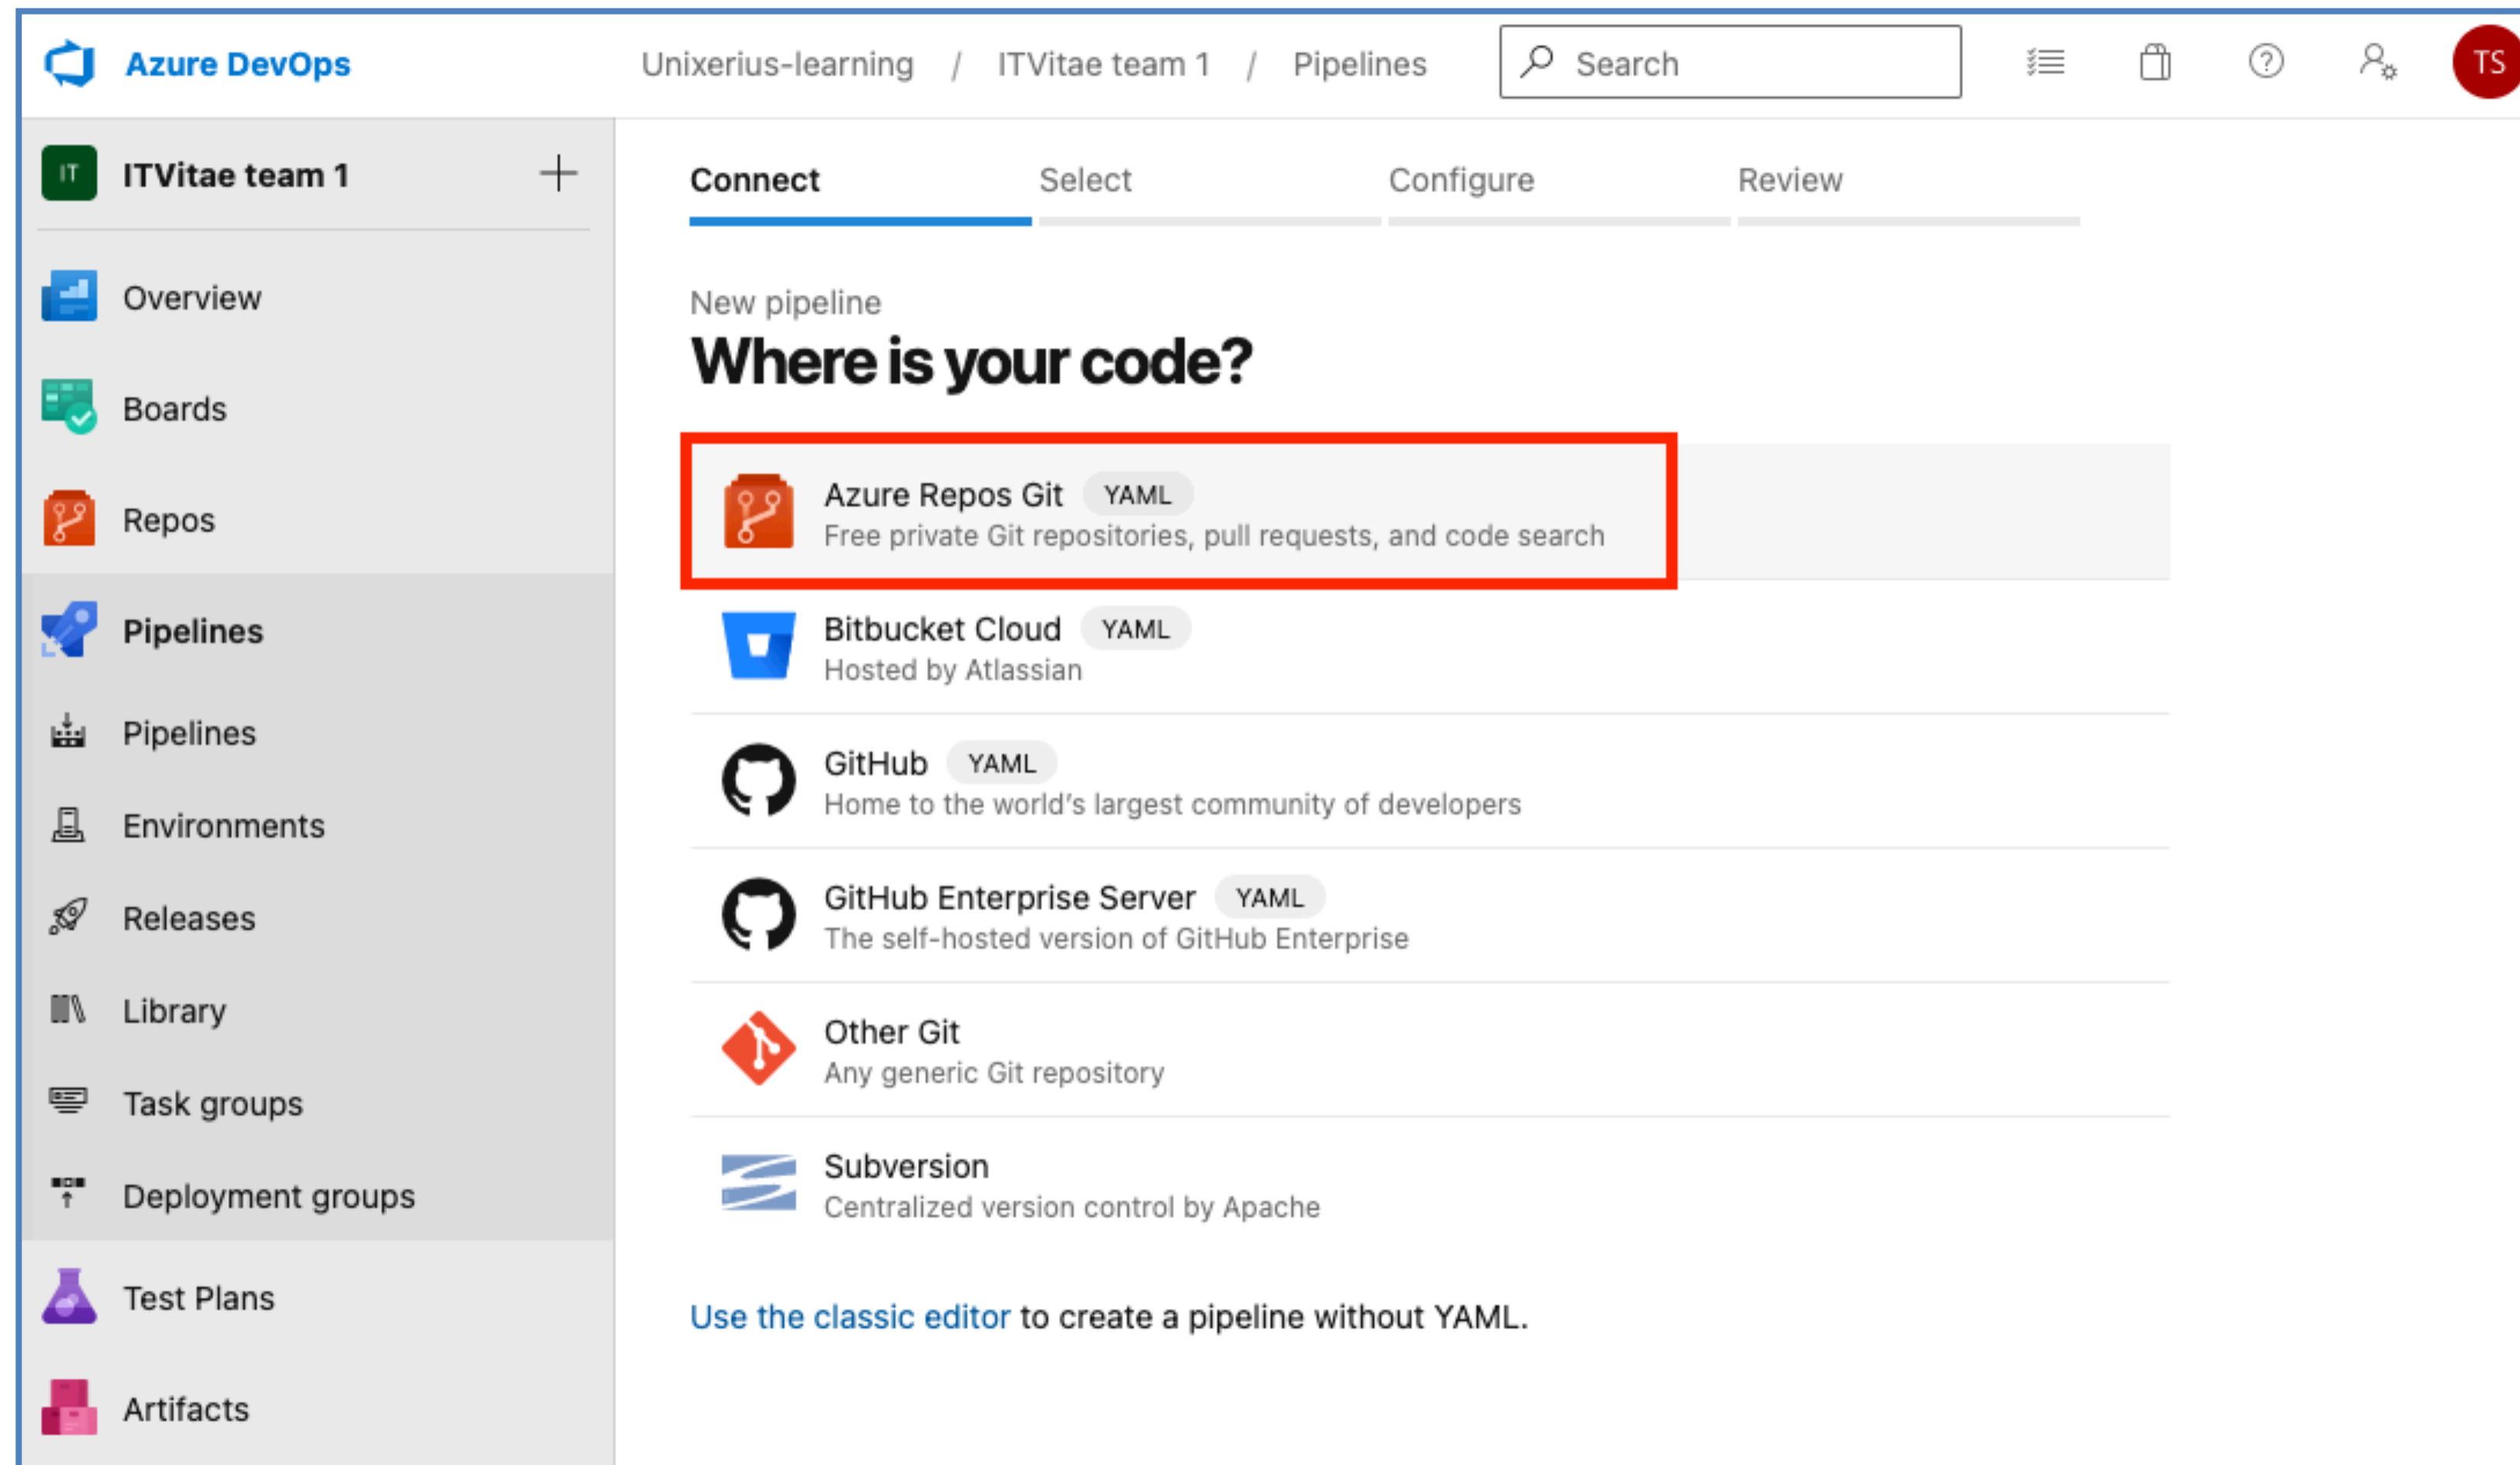 Azure DevOps
Unixerius-learning / ITVitae team 1 / Pipelines
Search
TS
IT
ITVitae team 1
Overview
Boards
Repos
Pipelines
Pipelines
Environments
Releases
Library
Task groups
Deployment groups
Test Plans
Artifacts
Connect
Select
Configure
Review
New pipeline
Where is your code?
Azure Repos Git YAML
Free private Git repositories, pull requests, and code search
Bitbucket Cloud YAML
Hosted by Atlassian
GitHub YAML
Home to the world's largest community of developers
GitHub Enterprise Server YAML
The self-hosted version of GitHub Enterprise
Other Git
Any generic Git repository
Subversion
Centralized version control by Apache
Use the classic editor to create a pipeline without YAML.